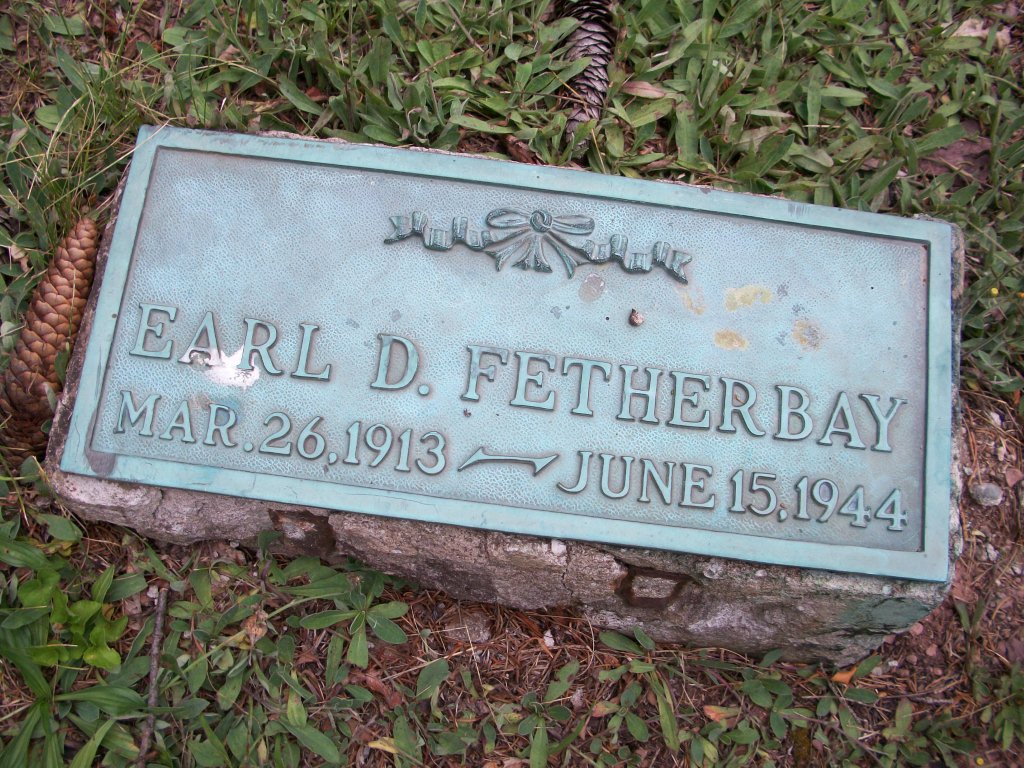 EARL D. FETHERBAY
MAR. 26, 1913 — JUNE 15, 1944